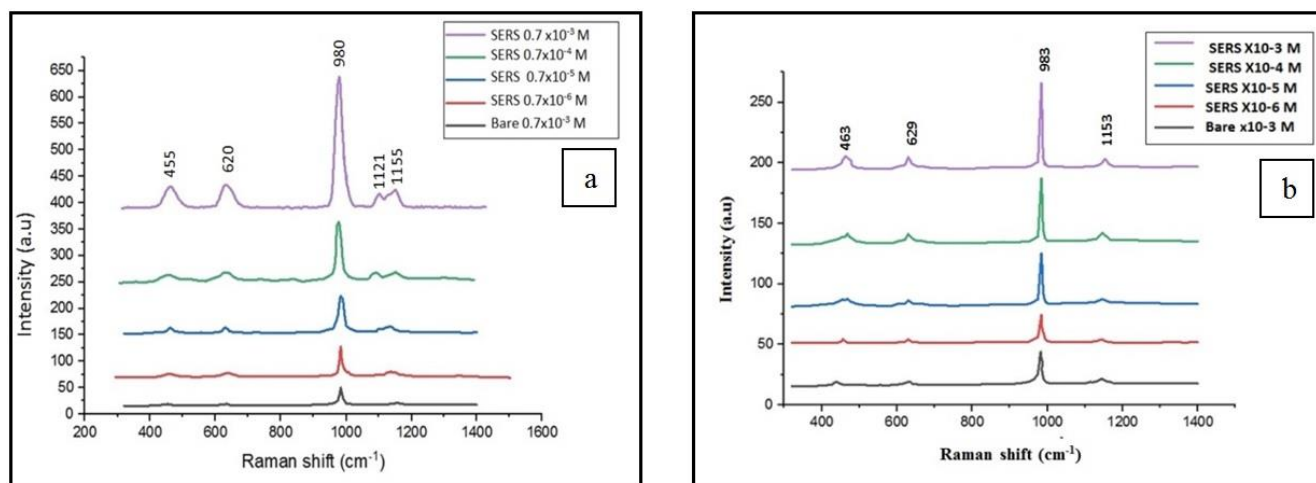 SERS 0.7 x10⁻³ M
SERS 0.7x10⁻⁴ M
SERS 0.7x10⁻⁵ M
SERS 0.7x10⁻⁶ M
Bare 0.7x10⁻³ M
a
980
455
620
1121
1155
650
600
550
500
450
400
350
300
250
200
150
100
50
0
Intensity (a.u)
200 400 600 800 1000 1200 1400 1600
Raman shift (cm⁻¹)
SERS X10-3 M
SERS X10-4 M
SERS X10-5 M
SERS X10-6 M
Bare x10-3 M
b
983
463
629
1153
250
200
150
100
50
0
Intensity (a.u)
400 600 800 1000 1200 1400
Raman shift (cm⁻¹)